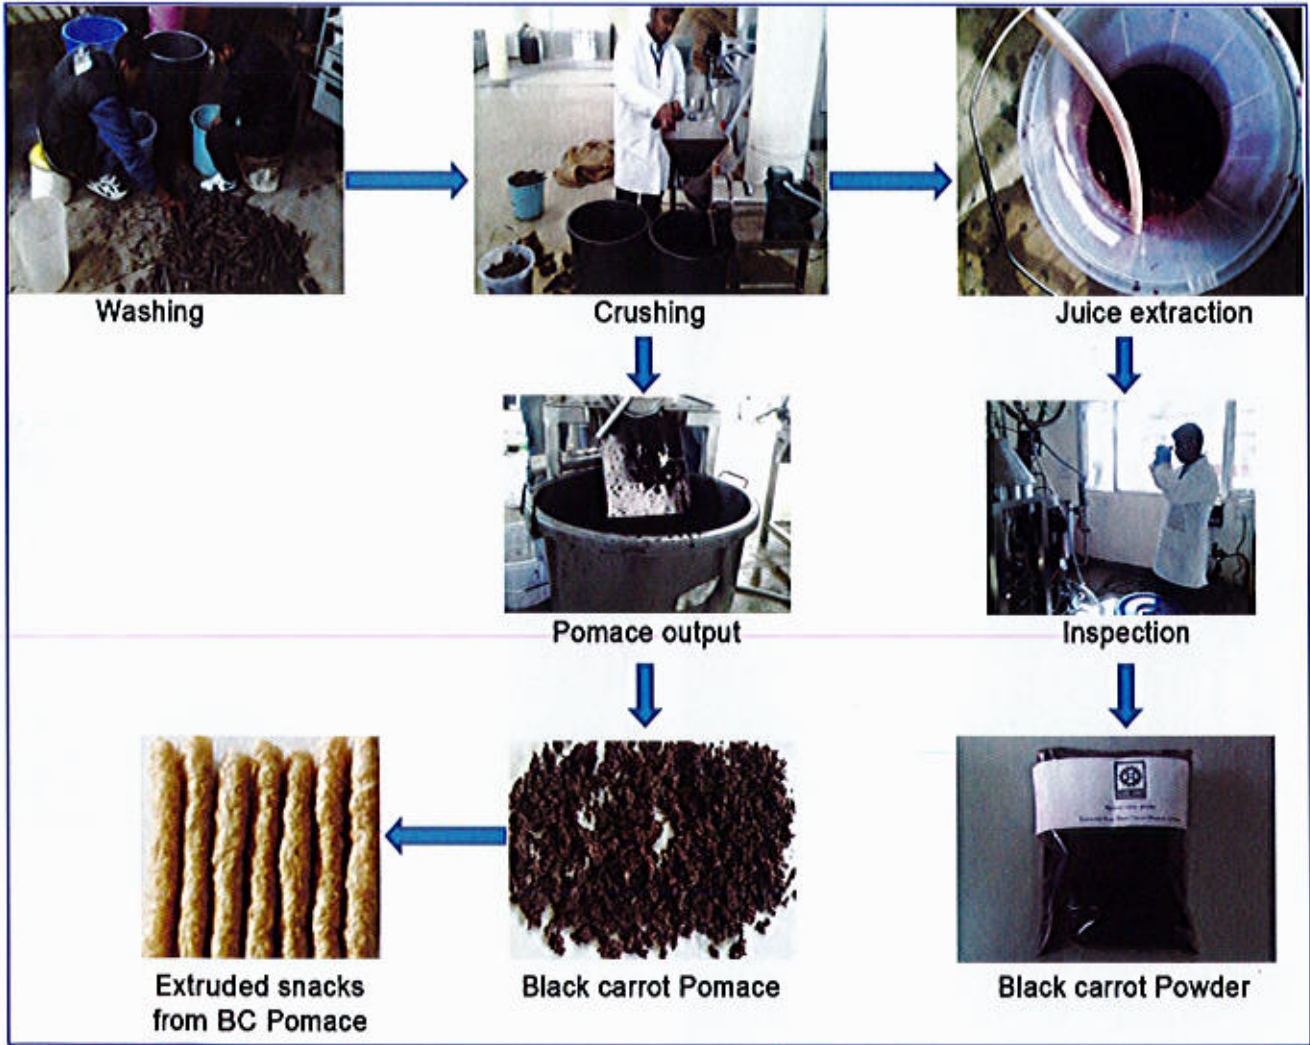 Washing
Crushing
Juice extraction
Pomace output
Inspection
Extruded snacks
from BC Pomace
Black carrot Pomace
Black carrot Powder